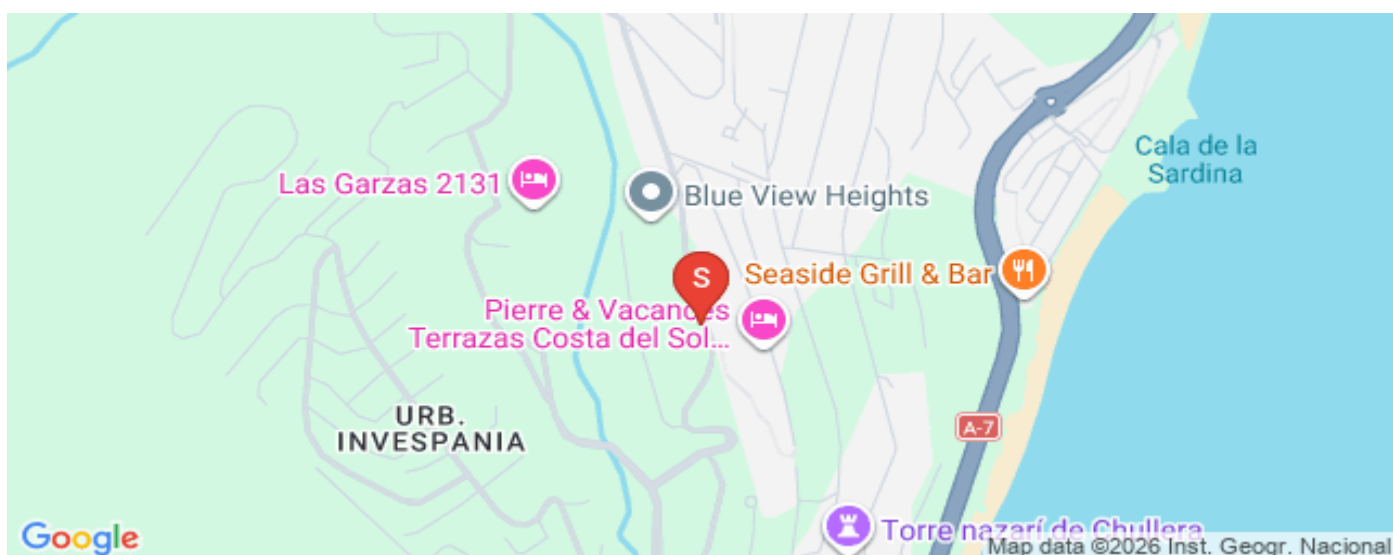 Cala de la
Sardina
Las Garzas 2131
Blue View Heights
S
Seaside Grill & Bar
Pierre & Vacances
Terrazas Costa del Sol...
URB.
INVESPANIA
A-7
Torre nazarí de Chullera
Google
Map data ©2026 Inst. Geogr. Nacional